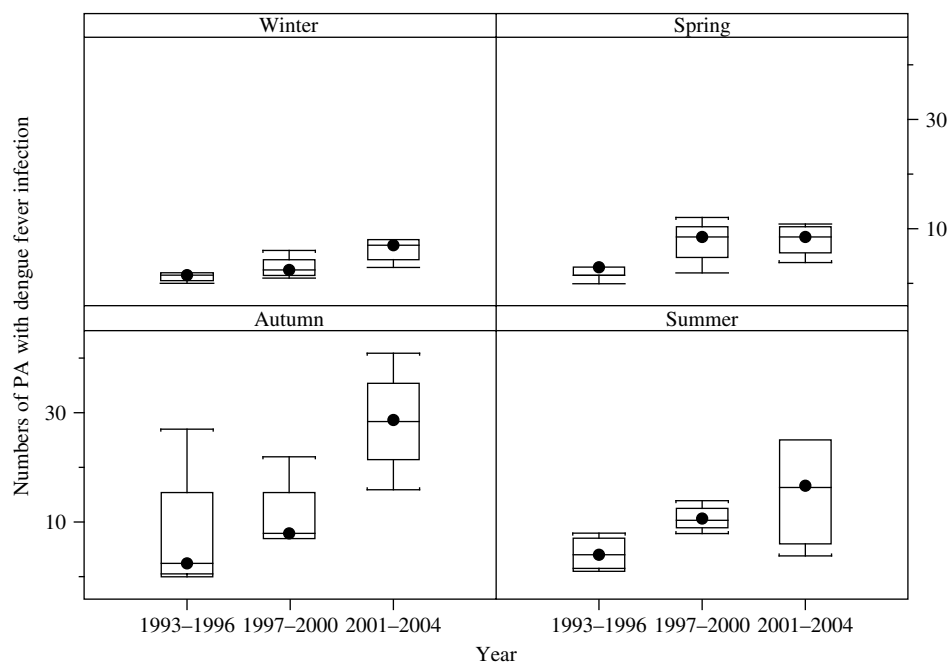 Winter
Spring
30
10
Autumn
Summer
30
10
Numbers of PA with dengue fever infection
1993–1996 1997–2000 2001–2004
1993–1996 1997–2000 2001–2004
Year